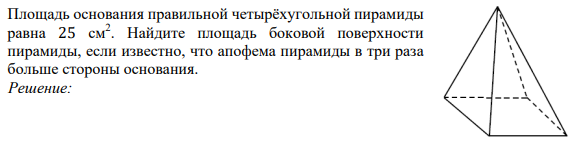 Площадь основания правильной четырёхугольной пирамиды
равна 25 см². Найдите площадь боковой поверхности
пирамиды, если известно, что апофема пирамиды в три раза
больше стороны основания.
Решение: